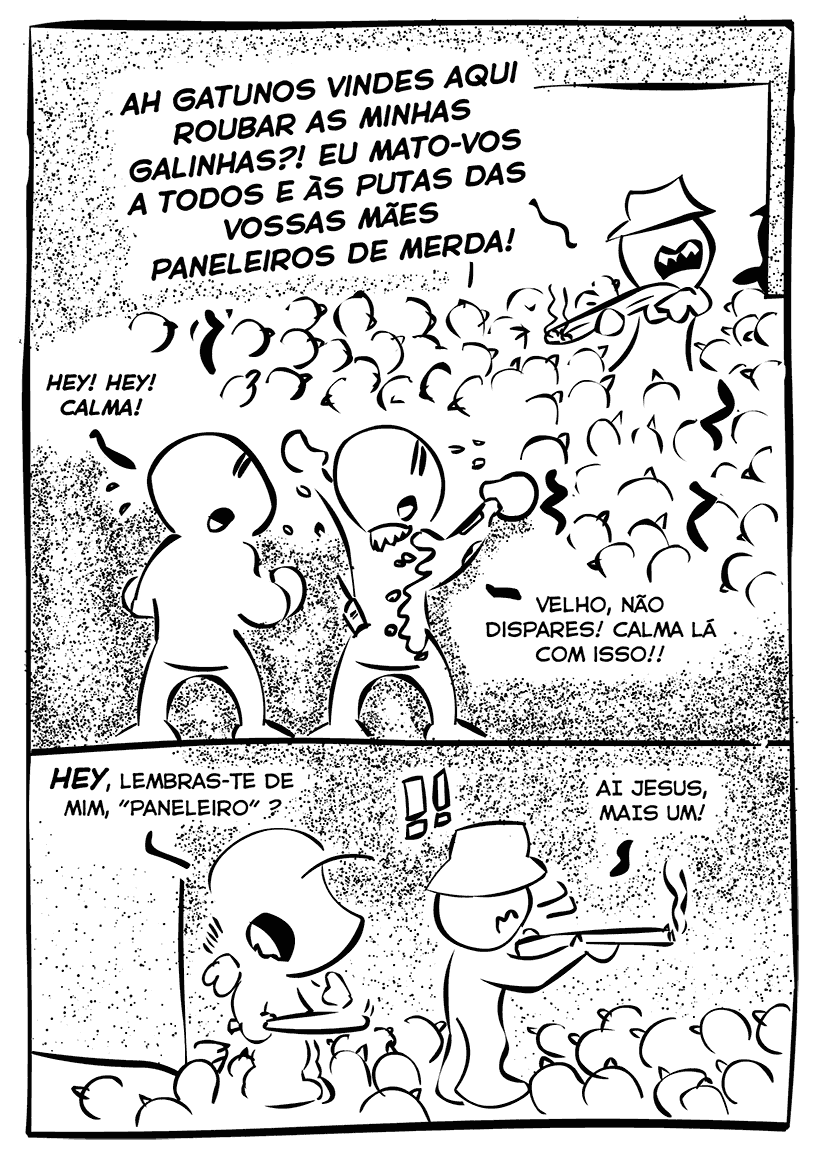 AH GATUNOS VINDES AQUI
ROUBAR AS MINHAS
GALINHAS?! EU MATO-VOS
A TODOS E ÀS PUTAS DAS
VOSSAS MÃES
PANELEIROS DE MERDA!
HEY! HEY!
CALMA!
VELHO, NÃO
DISPARES! CALMA LÁ
COM ISSO!!
HEY, LEMBRAS-TE DE
MIM, "PANELEIRO" ?
!!
AI JESUS,
MAIS UM!